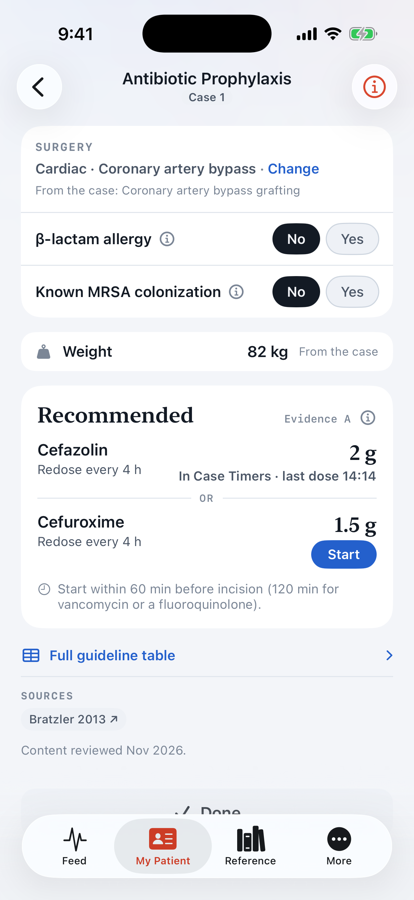 9:41
Antibiotic Prophylaxis
Case 1
SURGERY
Cardiac · Coronary artery bypass · Change
From the case: Coronary artery bypass grafting
β-lactam allergy No Yes
Known MRSA colonization No Yes
Weight 82 kg From the case
Recommended Evidence A
Cefazolin 2 g
Redose every 4 h In Case Timers · last dose 14:14
OR
Cefuroxime 1.5 g
Redose every 4 h Start
Start within 60 min before incision (120 min for
vancomycin or a fluoroquinolone).
Full guideline table
SOURCES
Bratzler 2013 ↗
Content reviewed Nov 2026.
✓ Done
Feed My Patient Reference More